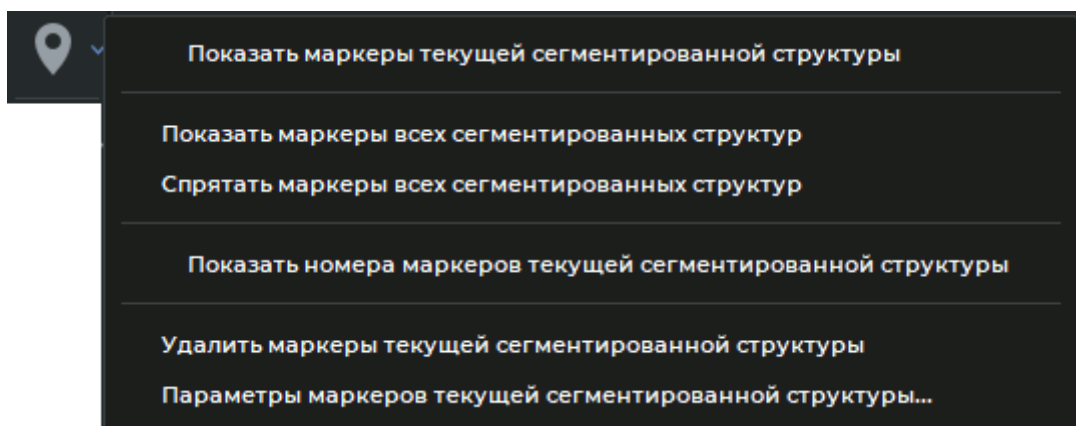 Показать маркеры текущей сегментированной структуры
Показать маркеры всех сегментированных структур
Спрятать маркеры всех сегментированных структур
Показать номера маркеров текущей сегментированной структуры
Удалить маркеры текущей сегментированной структуры
Параметры маркеров текущей сегментированной структуры...